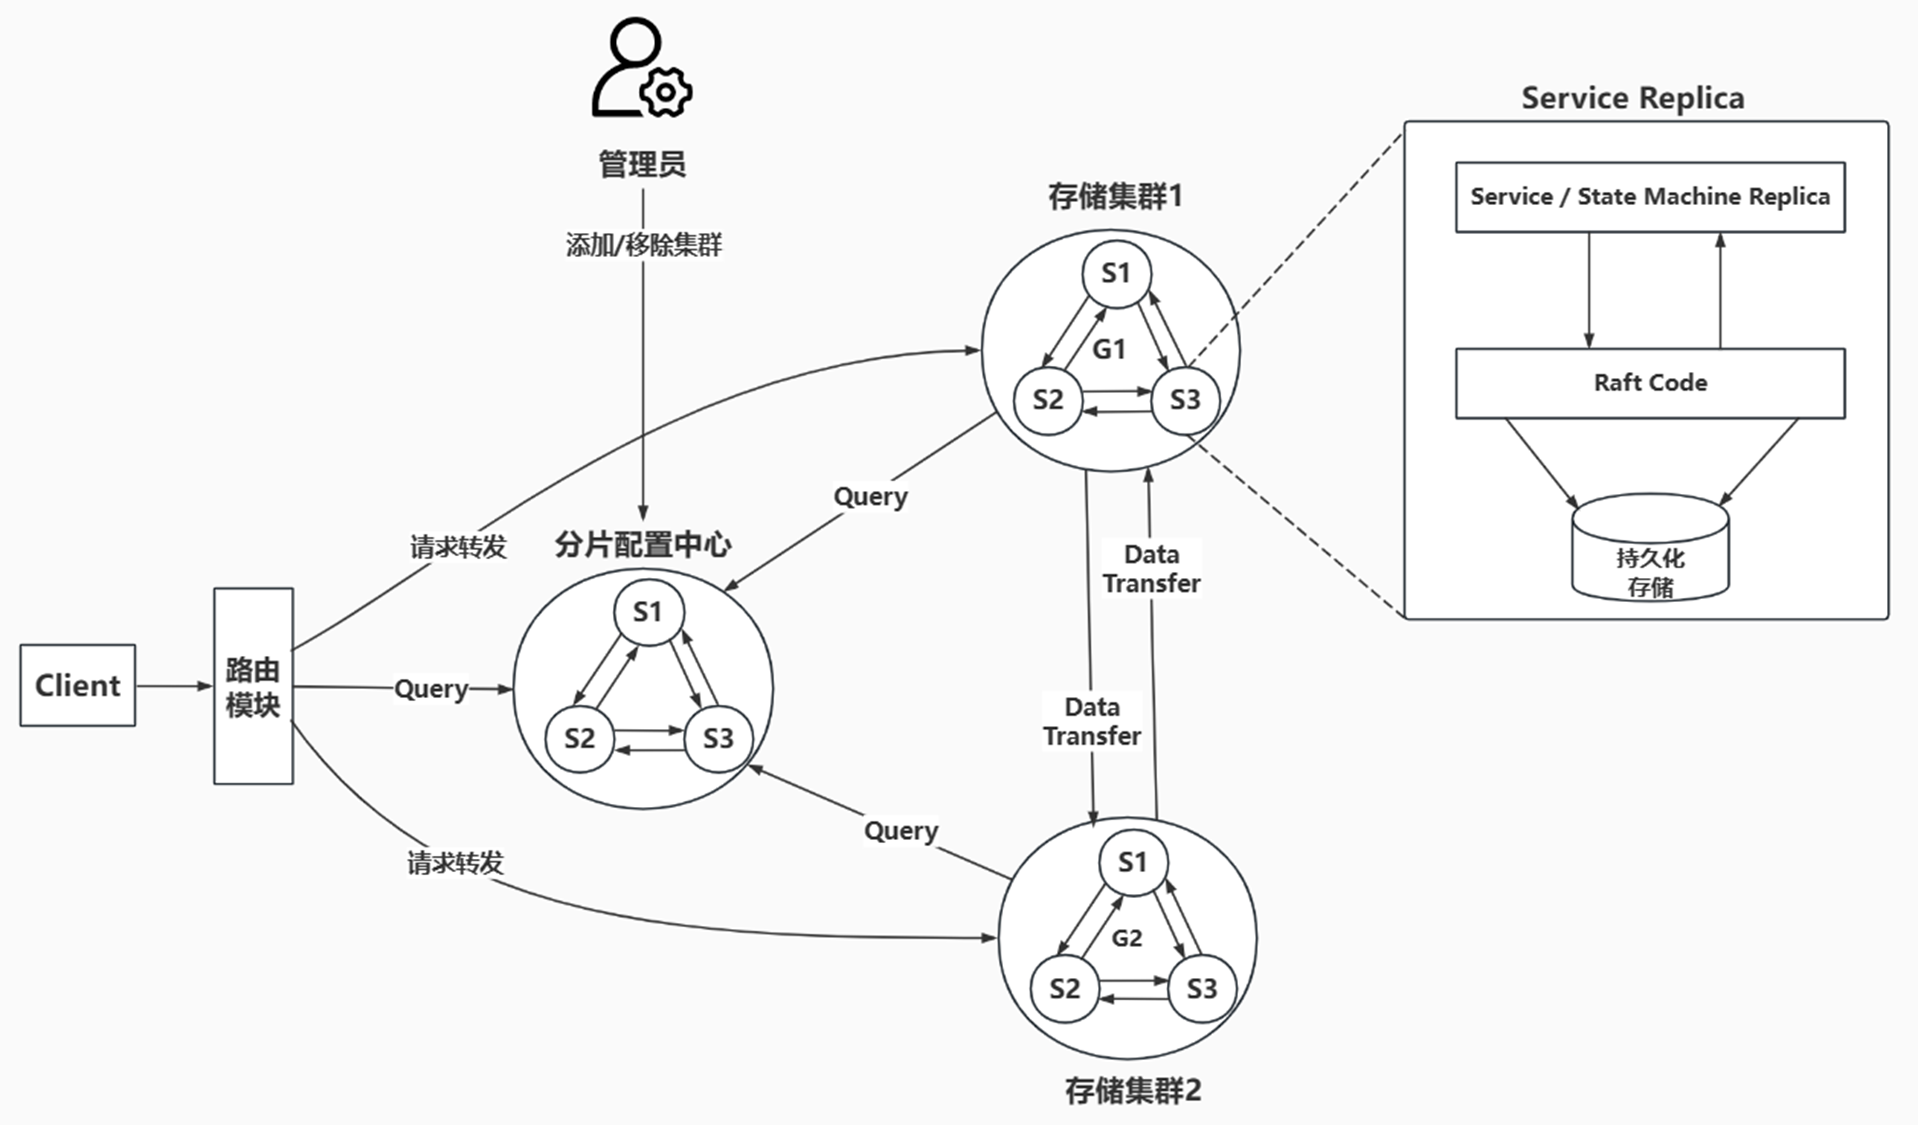 管理员
添加/移除集群
Service Replica
Service / State Machine Replica
Raft Code
持久化
存储
存储集群1
S1
G1
S2
S3
Query
Data
Transfer
Data
Transfer
请求转发
分片配置中心
S1
S2
S3
Client
路由
模块
Query
Query
请求转发
S1
G2
S2
S3
存储集群2